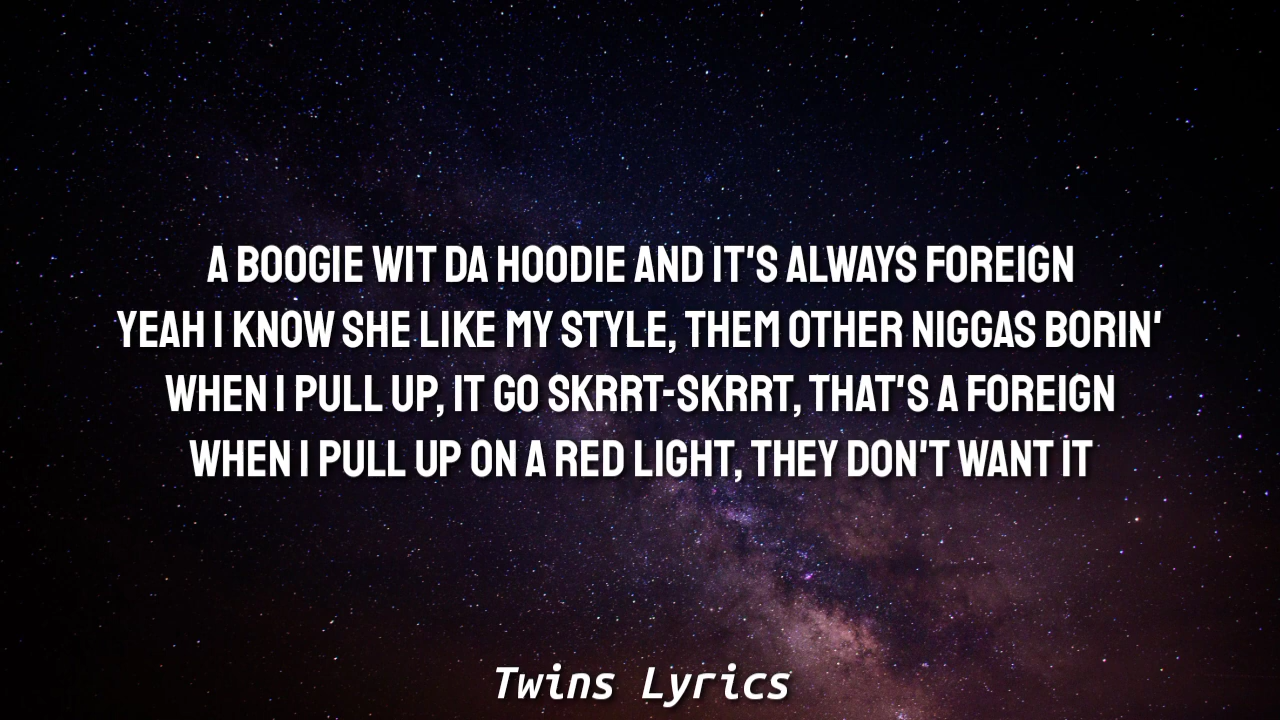 A BOOGIE WIT DA HOODIE AND IT'S ALWAYS FOREIGN
YEAH I KNOW SHE LIKE MY STYLE, THEM OTHER NIGGAS BORIN'
WHEN I PULL UP, IT GO SKRRT-SKRRT, THAT'S A FOREIGN
WHEN I PULL UP ON A RED LIGHT, THEY DON'T WANT IT
Twins Lyrics